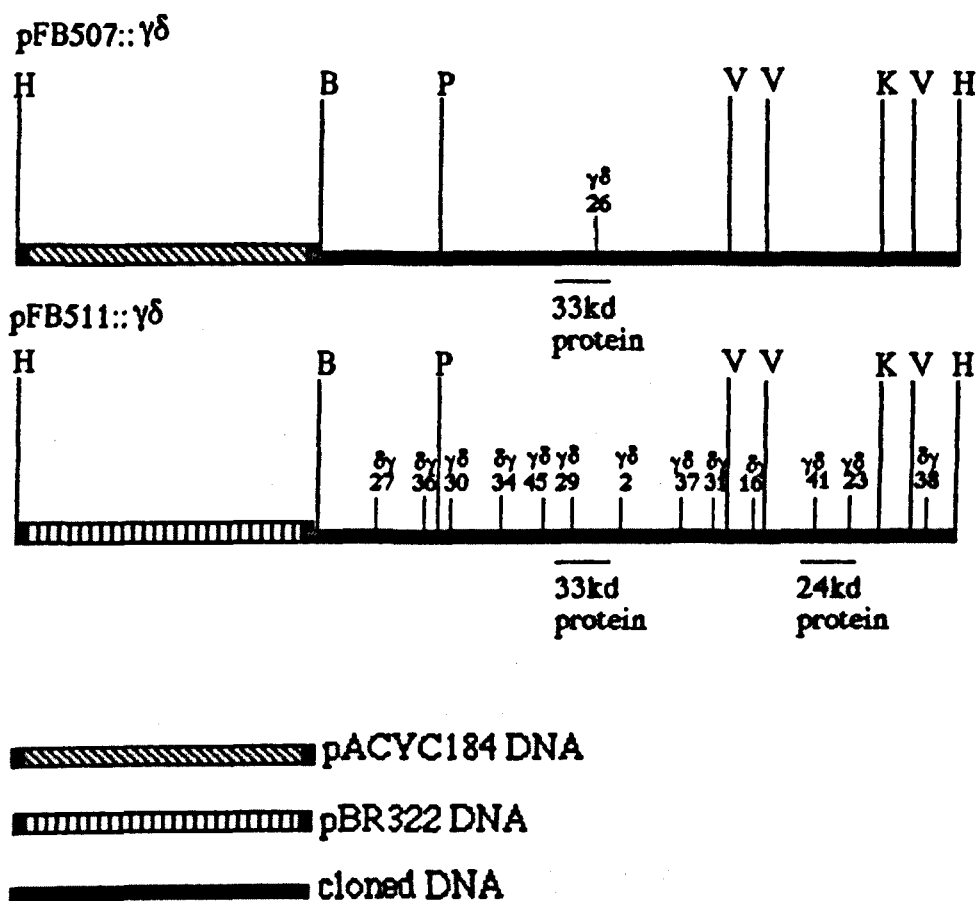 pFB507::γδ
H B P V V K V H
γδ
26
33kd
protein
pFB511::γδ
H B P V V K V H
δγ δγ γδ δγ γδ γδ γδ γδ δγ δγ γδ γδ δγ
27 36 30 34 45 29 2 37 31 16 41 23 38
33kd 24kd
protein protein
pACYC184 DNA
pBR322 DNA
cloned DNA